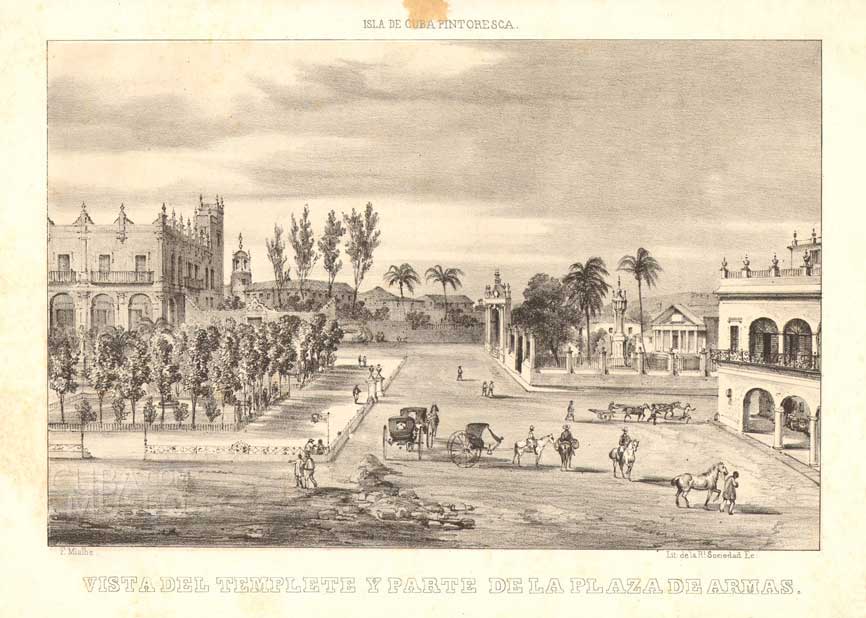 ISLA DE CUBA PINTORESCA.
F. Mialhe.
Lit. de la Rl. Sociedad Ec.
VISTA DEL TEMPLETE Y PARTE DE LA PLAZA DE ARMAS.